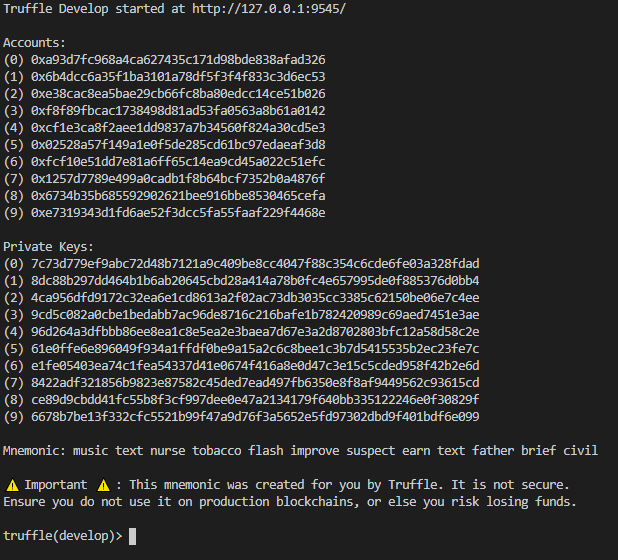 Truffle Develop started at http://127.0.0.1:9545/
Accounts:
(0) 0xa93d7fc968a4ca627435c171d98bde838afad326
(1) 0x6b4dcc6a35f1ba3101a78df5f3f4f833c3d6ec53
(2) 0xe38cac8ea5bae29cb66fc8ba80edcc14ce51b026
(3) 0xf8f89fbcac1738498d81ad53fa0563a8b61a0142
(4) 0xcf1e3ca8f2aee1dd9837a7b34560f824a30cd5e3
(5) 0x02528a57f149a1e0f5de285cd61bc97edaeaf3d8
(6) 0xfcf10e51dd7e81a6ff65c14ea9cd45a022c51efc
(7) 0x1257d7789e499a0cadb1f8b64bcf7352b0a4876f
(8) 0x6734b35b685592902621bee916bbe8530465cefa
(9) 0xe7319343d1fd6ae52f3dcc5fa55faaf229f4468e
Private Keys:
(0) 7c73d779ef9abc72d48b7121a9c409be8cc4047f88c354c6cde6fe03a328fdad
(1) 8dc88b297dd464b1b6ab20645cbd28a414a78b0fc4e657995de0f885376d0bb4
(2) 4ca956dfd9172c32ea6e1cd8613a2f02ac73db3035cc3385c62150be06e7c4ee
(3) 9cd5c082a0cbe1bedabb7ac96de8716c216bafe1b782420989c69aed7451e3ae
(4) 96d264a3dfbbb86ee8ea1c8e5ea2e3baea7d67e3a2d8702803bfc12a58d58c2e
(5) 61e0ffe6e896049f934a1ffdf0be9a15a2c6c8bee1c3b7d5415535b2ec23fe7c
(6) e1fe05403ea74c1fea54337d41e0674f416a8e0d47c3e15c5cded958f42b2e6d
(7) 8422adf321856b9823e87582c45ded7ead497fb6350e8f8af9449562c93615cd
(8) ce89d9cbdd41fc55b8f3cf997dee0e47a2134179f640bb335122246e0f30829f
(9) 6678b7be13f332cfc5521b99f47a9d76f3a5652e5fd97302dbd9f401bdf6e099
Mnemonic: music text nurse tobacco flash improve suspect earn text father brief civil
⚠️ Important ⚠️ : This mnemonic was created for you by Truffle. It is not secure.
Ensure you do not use it on production blockchains, or else you risk losing funds.
truffle(develop)>